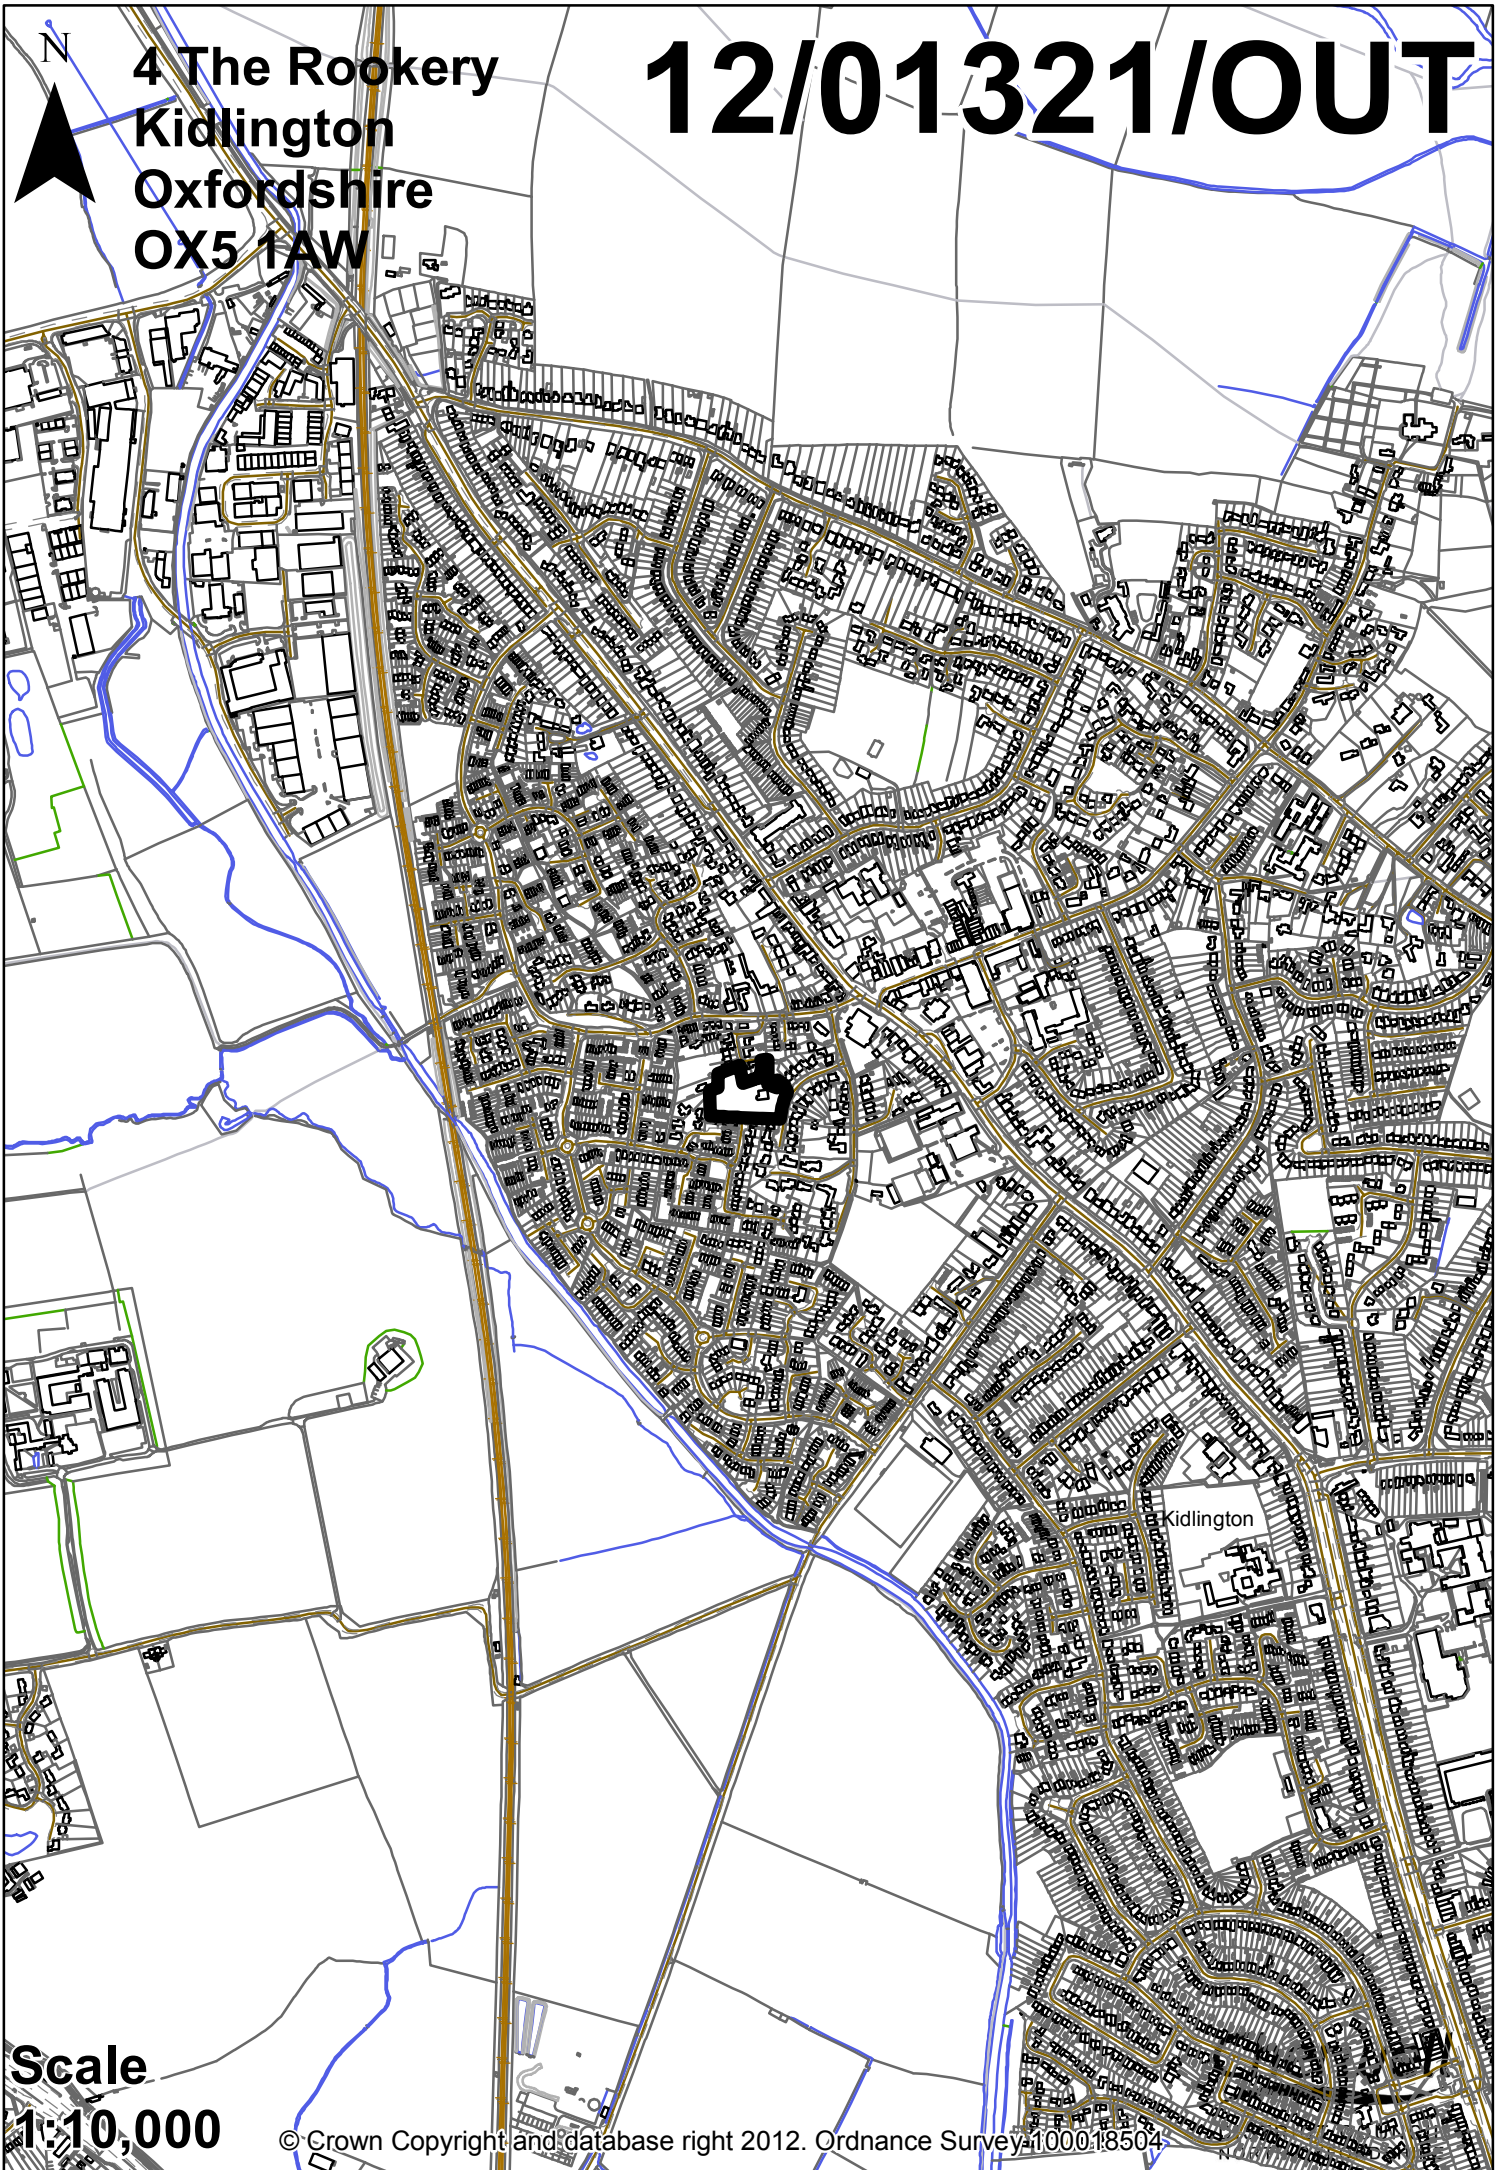 N
4 The Rookery
Kidlington
Oxfordshire
OX5 1AW
12/01321/OUT
Kidlington
Scale
1:10,000
© Crown Copyright and database right 2012. Ordnance Survey 100018504